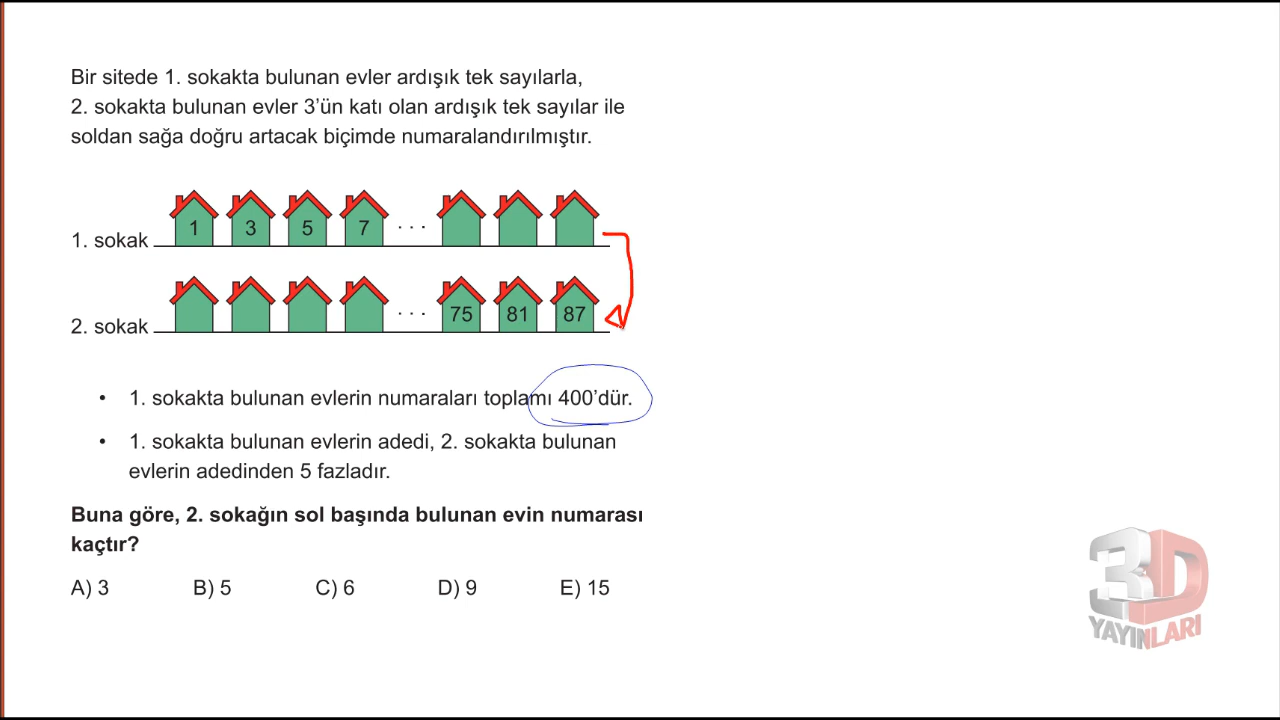 Bir sitede 1. sokakta bulunan evler ardışık tek sayılarla,
2. sokakta bulunan evler 3’ün katı olan ardışık tek sayılar ile
soldan sağa doğru artacak biçimde numaralandırılmıştır.
1. sokak 1 3 5 7 . . .
2. sokak . . . 75 81 87
• 1. sokakta bulunan evlerin numaraları toplamı 400’dür.
• 1. sokakta bulunan evlerin adedi, 2. sokakta bulunan
evlerin adedinden 5 fazladır.
Buna göre, 2. sokağın sol başında bulunan evin numarası
kaçtır?
A) 3 B) 5 C) 6 D) 9 E) 15
3D
YAYINLARI